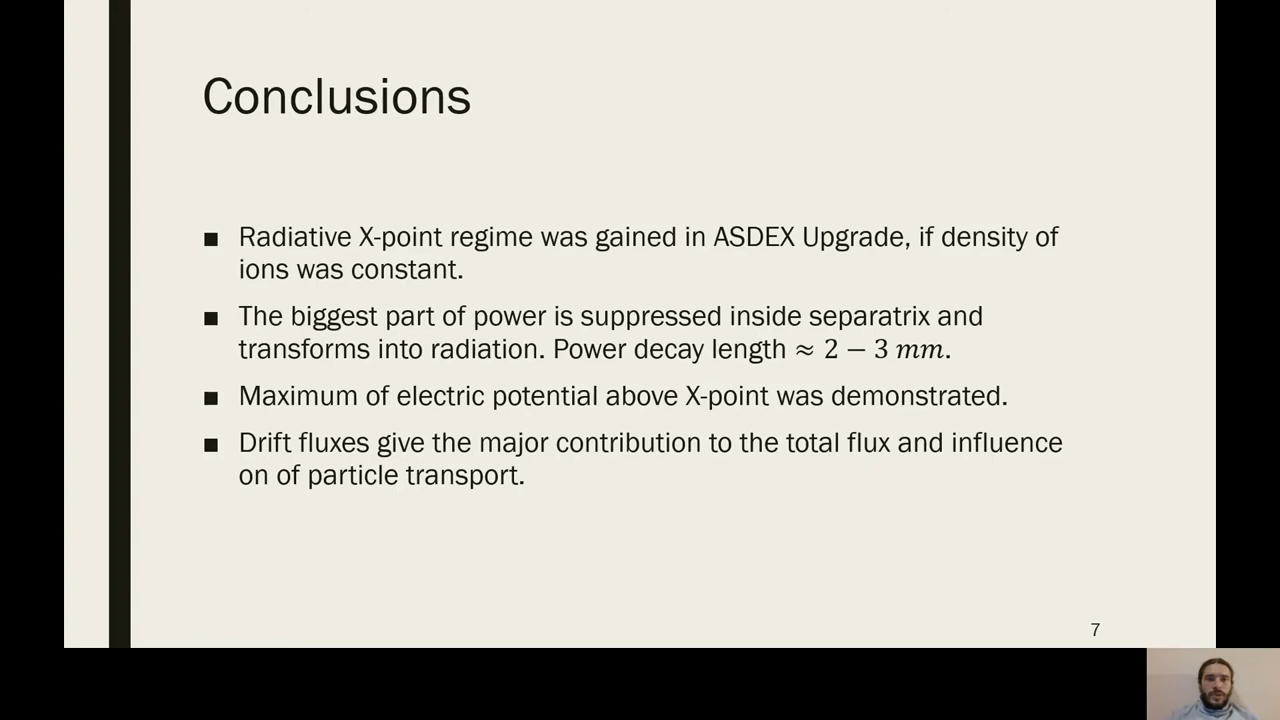 Conclusions
■ Radiative X-point regime was gained in ASDEX Upgrade, if density of
ions was constant.
■ The biggest part of power is suppressed inside separatrix and
transforms into radiation. Power decay length ≈ 2 − 3 mm.
■ Maximum of electric potential above X-point was demonstrated.
■ Drift fluxes give the major contribution to the total flux and influence
on of particle transport.
7